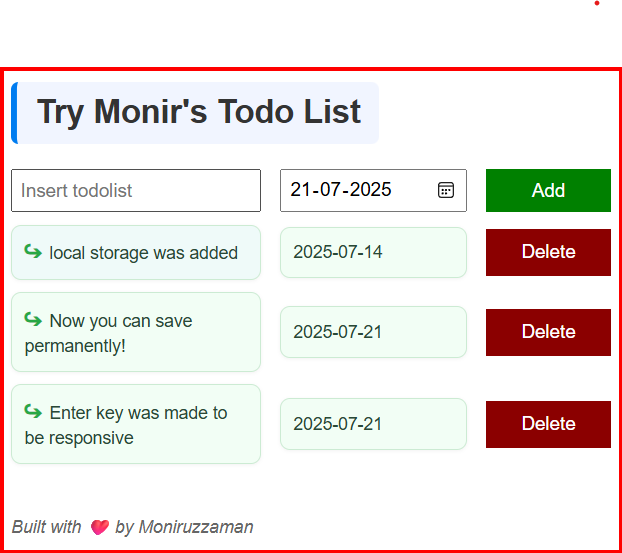 Try Monir's Todo List
Insert todolist 21-07-2025 Add
↪ local storage was added 2025-07-14 Delete
↪ Now you can save
permanently! 2025-07-21 Delete
↪ Enter key was made to
be responsive 2025-07-21 Delete
Built with 💖 by Moniruzzaman